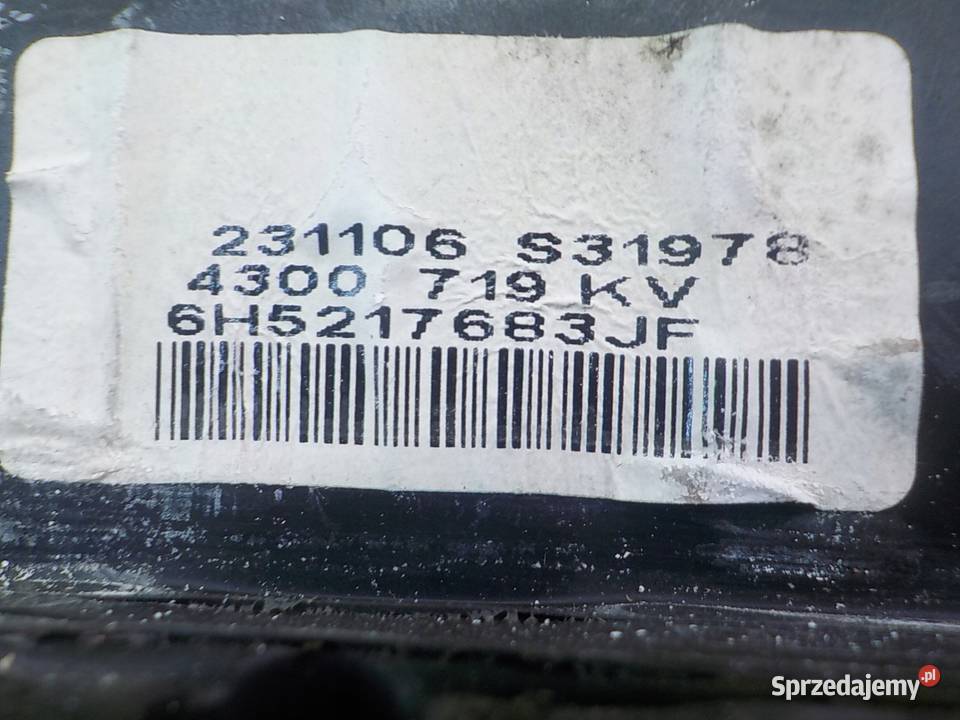 231106 S31978
4300 719 KV
6H5217683JF
Sprzedajemy.pl